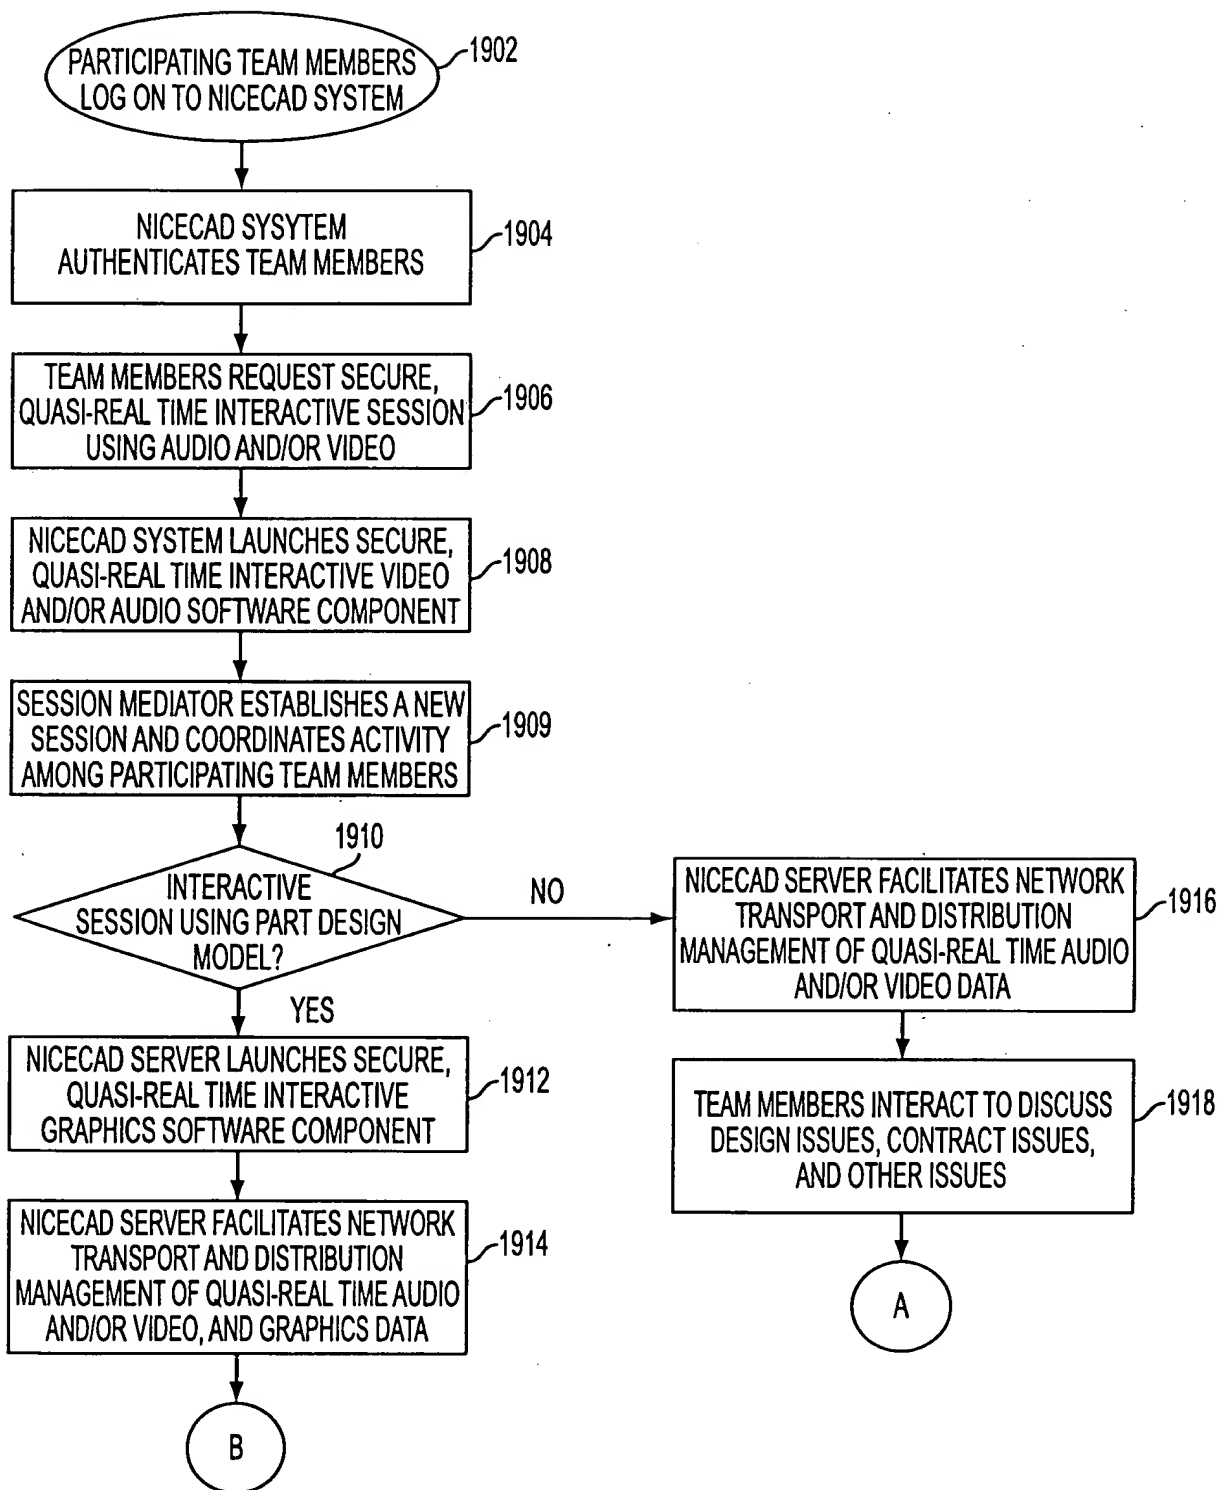 PARTICIPATING TEAM MEMBERS
LOG ON TO NICECAD SYSTEM
1902
NICECAD SYSYTEM
AUTHENTICATES TEAM MEMBERS
1904
TEAM MEMBERS REQUEST SECURE,
QUASI-REAL TIME INTERACTIVE SESSION
USING AUDIO AND/OR VIDEO
1906
NICECAD SYSTEM LAUNCHES SECURE,
QUASI-REAL TIME INTERACTIVE VIDEO
AND/OR AUDIO SOFTWARE COMPONENT
1908
SESSION MEDIATOR ESTABLISHES A NEW
SESSION AND COORDINATES ACTIVITY
AMONG PARTICIPATING TEAM MEMBERS
1909
1910
INTERACTIVE
SESSION USING PART DESIGN
MODEL?
NO
YES
NICECAD SERVER LAUNCHES SECURE,
QUASI-REAL TIME INTERACTIVE
GRAPHICS SOFTWARE COMPONENT
1912
NICECAD SERVER FACILITATES NETWORK
TRANSPORT AND DISTRIBUTION
MANAGEMENT OF QUASI-REAL TIME AUDIO
AND/OR VIDEO, AND GRAPHICS DATA
1914
B
NICECAD SERVER FACILITATES NETWORK
TRANSPORT AND DISTRIBUTION
MANAGEMENT OF QUASI-REAL TIME AUDIO
AND/OR VIDEO DATA
1916
TEAM MEMBERS INTERACT TO DISCUSS
DESIGN ISSUES, CONTRACT ISSUES,
AND OTHER ISSUES
1918
A